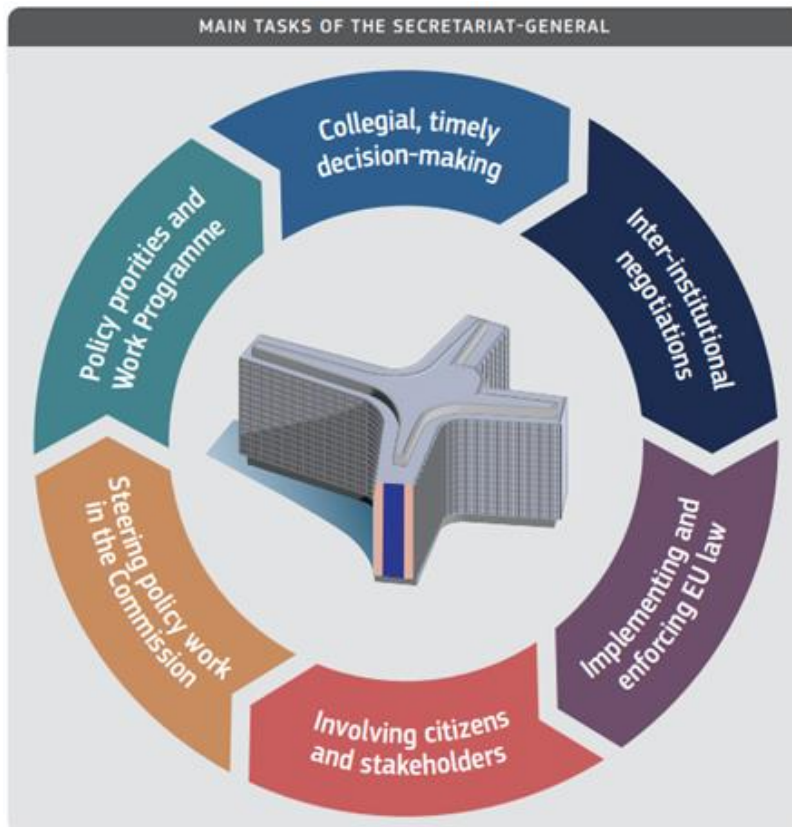 MAIN TASKS OF THE SECRETARIAT-GENERAL
Collegial, timely
decision-making
Inter-institutional
negotiations
Implementing and
enforcing EU law
Involving citizens
and stakeholders
Steering policy work
in the Commission
Policy prorities and
Work Programme